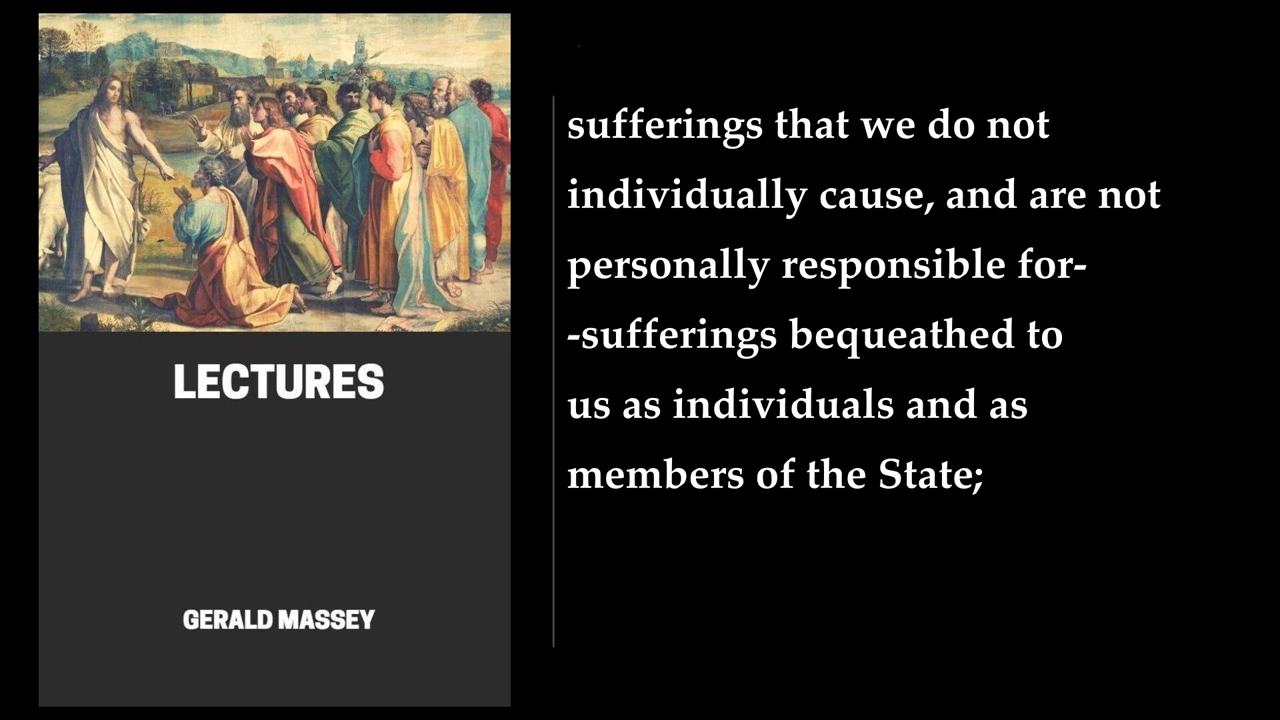 LECTURES
GERALD MASSEY
sufferings that we do not
individually cause, and are not
personally responsible for-
-sufferings bequeathed to
us as individuals and as
members of the State;